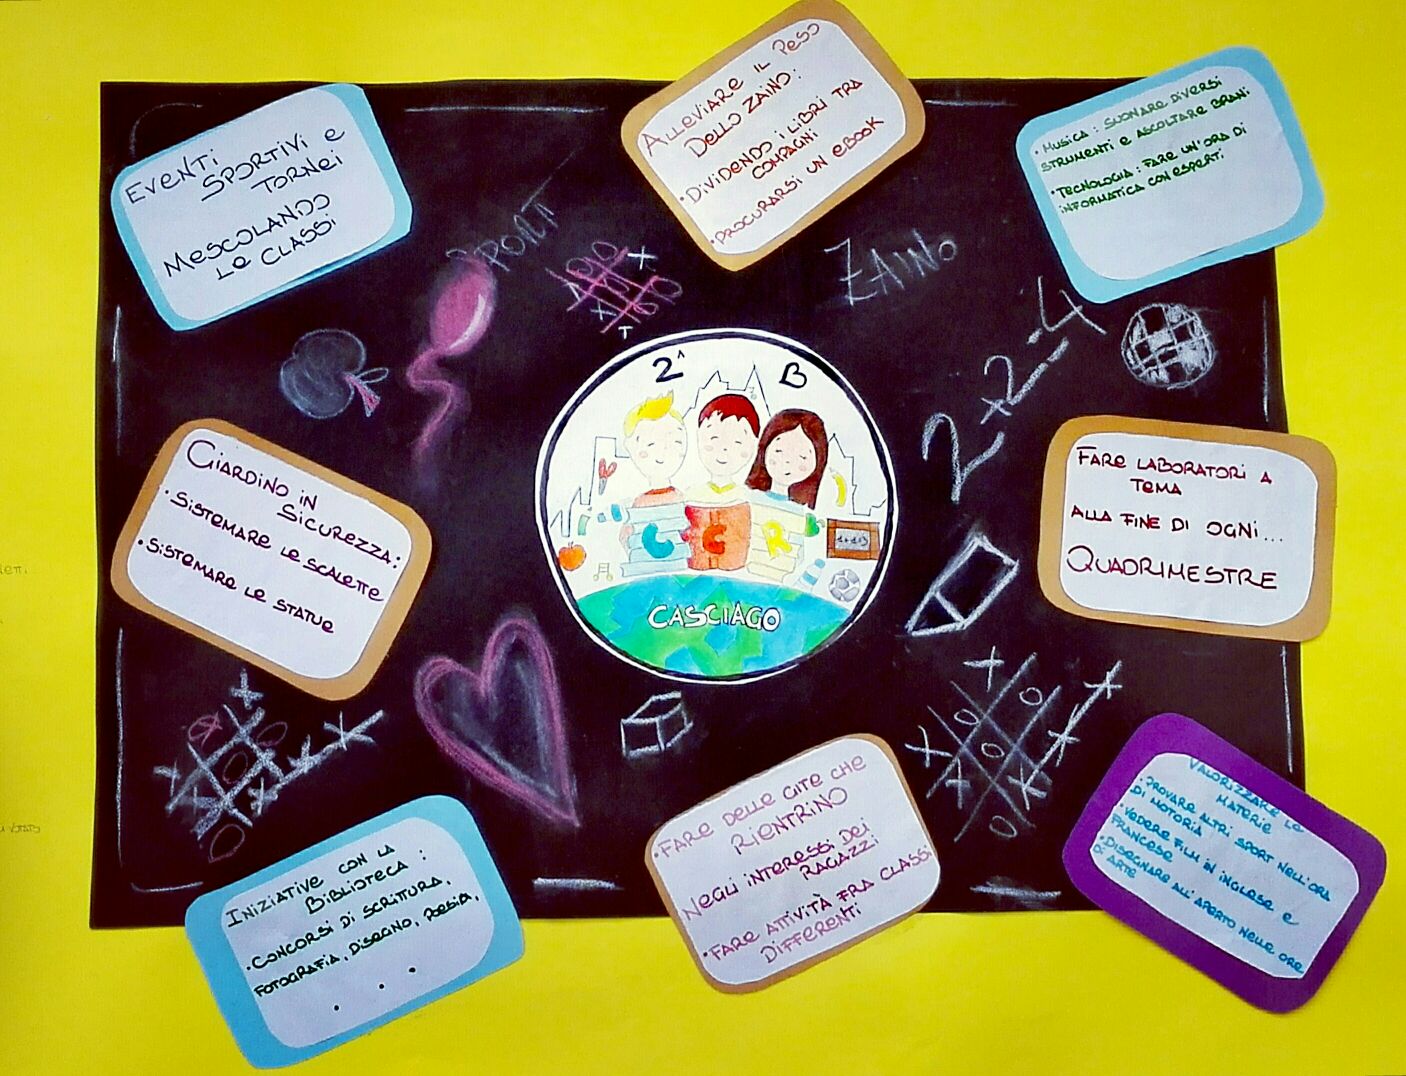 EVENTI
SPORTIVI E
TORNEI
MESCOLANDO
LE CLASSI
ALLEVIARE IL PESO
DELLO ZAINO:
• DIVIDENDO I LIBRI TRA
COMPAGNI
• PROCURARSI UN EBOOK
• MUSICA: SUONARE DIVERSI
STRUMENTI E ASCOLTARE BRANI
• TECNOLOGIA: FARE UN'ORA DI
INFORMATICA CON ESPERTI
ZAINO
2+2=4
2^A B
CCR
CASCIAGO
GIARDINO IN
SICUREZZA:
• SISTEMARE LE SCALETTE
• SISTEMARE LE STATUE
FARE LABORATORI A
TEMA
ALLA FINE DI OGNI...
QUADRIMESTRE
INIZIATIVE CON LA
BIBLIOTECA:
• CONCORSI DI SCRITTURA,
FOTOGRAFIA, DISEGNO, POESIA,
. . .
• FARE DELLE GITE CHE
RIENTRINO
NEGLI INTERESSI DEI
RAGAZZI
• FARE ATTIVITÀ FRA CLASSI
DIFFERENTI
VALORIZZARE LE
MATERIE
• PROVARE ALTRI SPORT NELL'ORA
DI MOTORIA
• VEDERE FILM IN INGLESE E
FRANCESE
• DISEGNARE ALL'APERTO NELLE ORE
DI ARTE